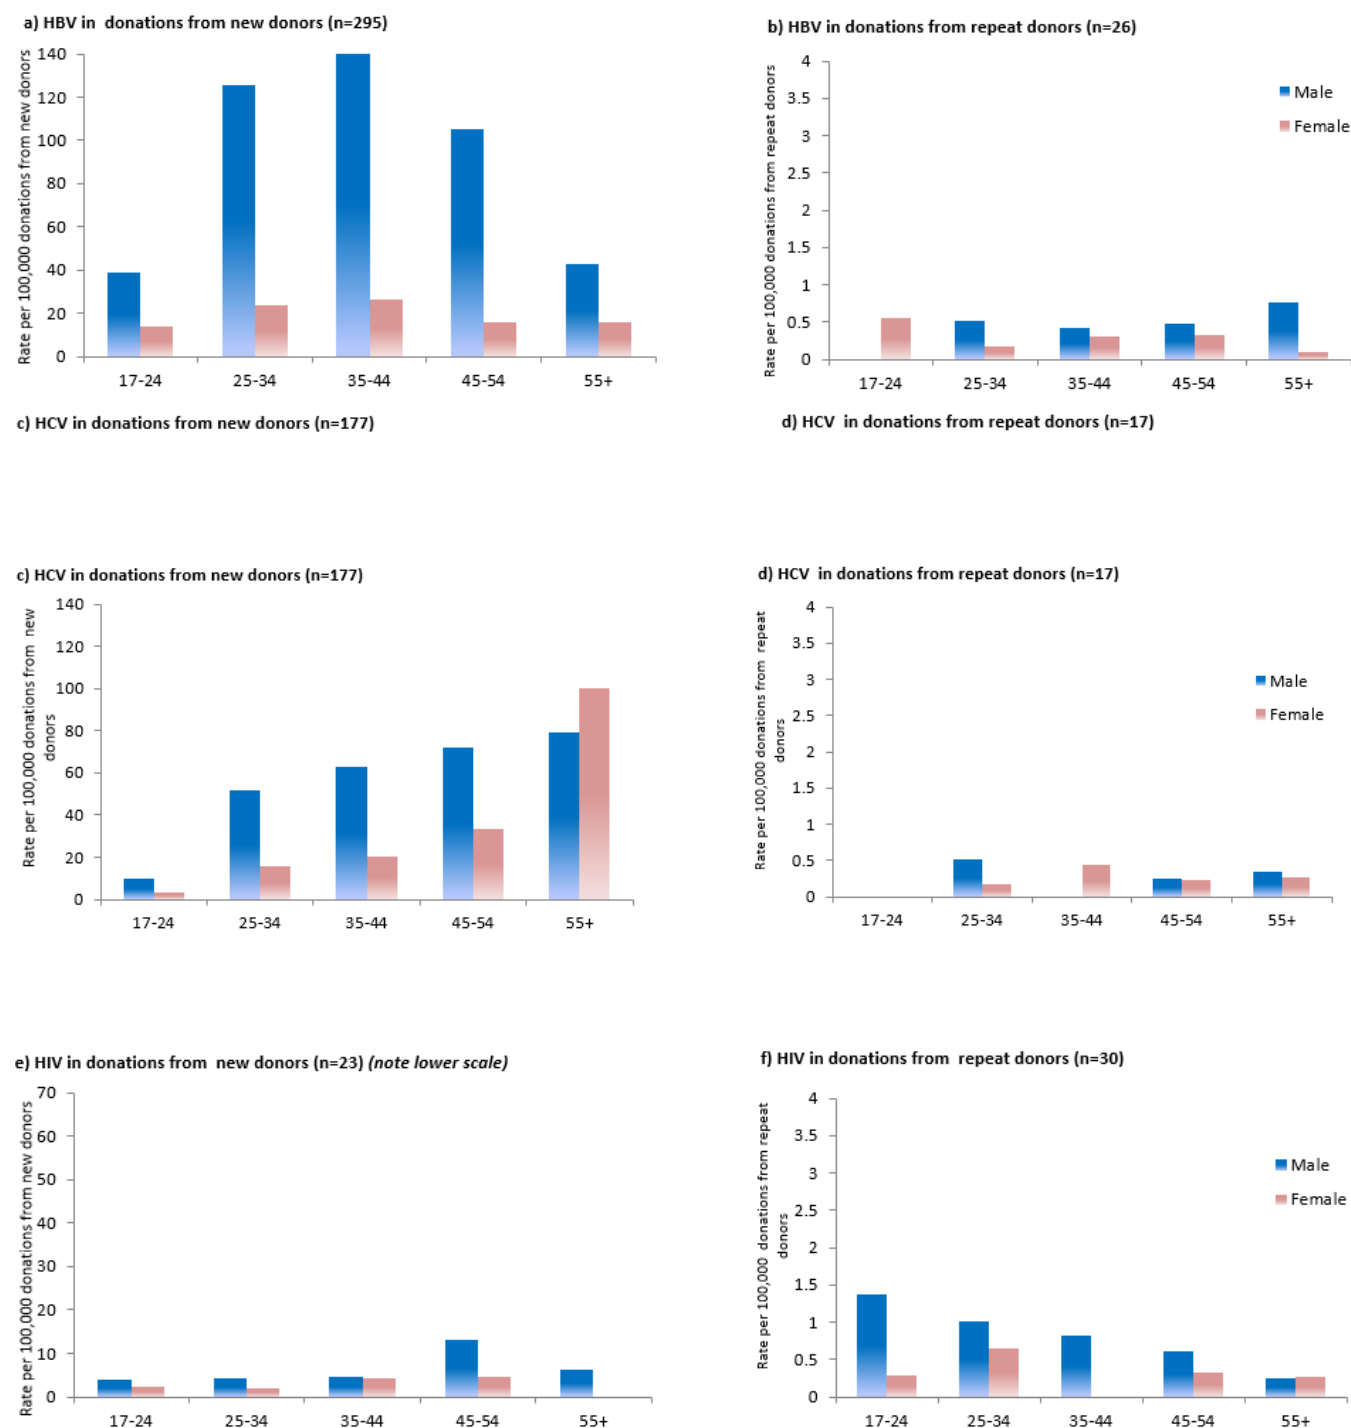 a) HBV in donations from new donors (n=295)
Rate per 100,000 donations from new donors
140
120
100
80
60
40
20
0
17-24 25-34 35-44 45-54 55+
b) HBV in donations from repeat donors (n=26)
Rate per 100,000 donations from repeat donors
4
3.5
3
2.5
2
1.5
1
0.5
0
17-24 25-34 35-44 45-54 55+
Male
Female
c) HCV in donations from new donors (n=177)
d) HCV in donations from repeat donors (n=17)
c) HCV in donations from new donors (n=177)
Rate per 100,000 donations from new
donors
140
120
100
80
60
40
20
0
17-24 25-34 35-44 45-54 55+
d) HCV in donations from repeat donors (n=17)
Rate per 100,000 donations from repeat
donors
4
3.5
3
2.5
2
1.5
1
0.5
0
17-24 25-34 35-44 45-54 55+
Male
Female
e) HIV in donations from new donors (n=23) (note lower scale)
Rate per 100,000 donations from new donors
70
60
50
40
30
20
10
0
17-24 25-34 35-44 45-54 55+
f) HIV in donations from repeat donors (n=30)
Rate per 100,000 donations from repeat
donors
4
3.5
3
2.5
2
1.5
1
0.5
0
17-24 25-34 35-44 45-54 55+
Male
Female